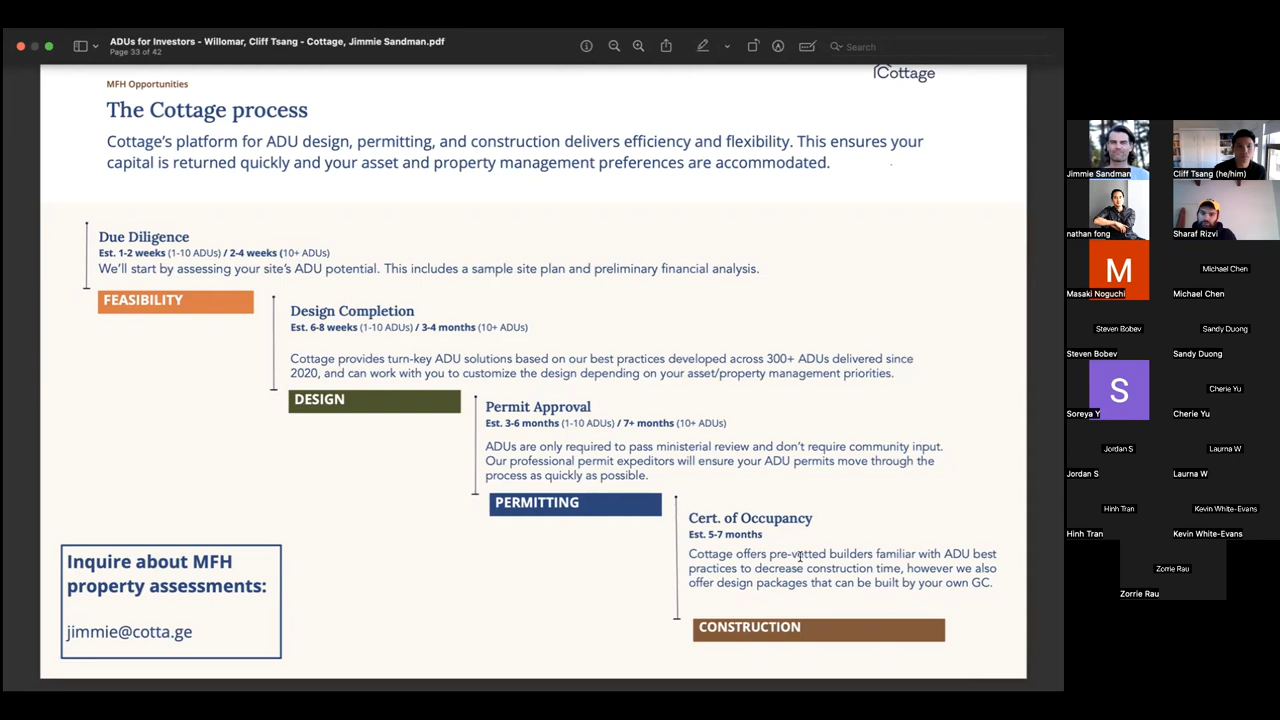 ADUs for Investors - Willomar, Cliff Tsang - Cottage, Jimmie Sandman.pdf
Page 33 of 42
Search
MFH Opportunities
Cottage
The Cottage process
Cottage's platform for ADU design, permitting, and construction delivers efficiency and flexibility. This ensures your
capital is returned quickly and your asset and property management preferences are accommodated.
Due Diligence
Est. 1-2 weeks (1-10 ADUs) / 2-4 weeks (10+ ADUs)
We'll start by assessing your site's ADU potential. This includes a sample site plan and preliminary financial analysis.
FEASIBILITY
Design Completion
Est. 6-8 weeks (1-10 ADUs) / 3-4 months (10+ ADUs)
Cottage provides turn-key ADU solutions based on our best practices developed across 300+ ADUs delivered since
2020, and can work with you to customize the design depending on your asset/property management priorities.
DESIGN
Permit Approval
Est. 3-6 months (1-10 ADUs) / 7+ months (10+ ADUs)
ADUs are only required to pass ministerial review and don't require community input.
Our professional permit expeditors will ensure your ADU permits move through the
process as quickly as possible.
PERMITTING
Cert. of Occupancy
Est. 5-7 months
Cottage offers pre-vetted builders familiar with ADU best
practices to decrease construction time, however we also
offer design packages that can be built by your own GC.
CONSTRUCTION
Inquire about MFH
property assessments:
jimmie@cotta.ge
Jimmie Sandman
Cliff Tsang (he/him)
nathan fong
Sharaf Rizvi
M
Masaki Noguchi
Michael Chen
Michael Chen
Steven Bobev
Steven Bobev
Sandy Duong
Sandy Duong
S
Soreya Y
Cherie Yu
Cherie Yu
Jordan S
Jordan S
Laurna W
Laurna W
Hinh Tran
Hinh Tran
Kevin White-Evans
Kevin White-Evans
Zorrie Rau
Zorrie Rau